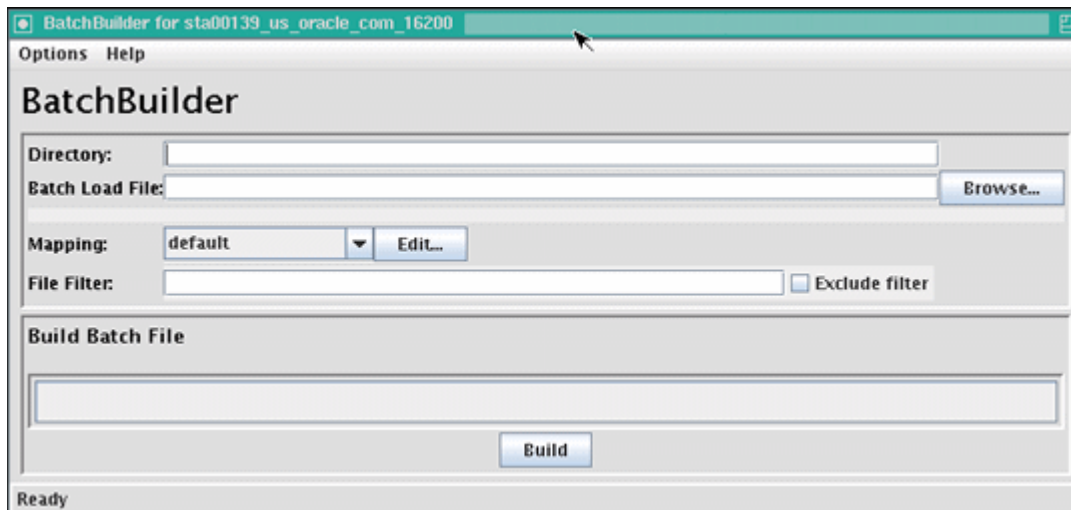 BatchBuilder for sta00139_us_oracle_com_16200
Options Help
BatchBuilder
Directory:
Batch Load File: Browse...
Mapping: default Edit...
File Filter: Exclude filter
Build Batch File
Build
Ready